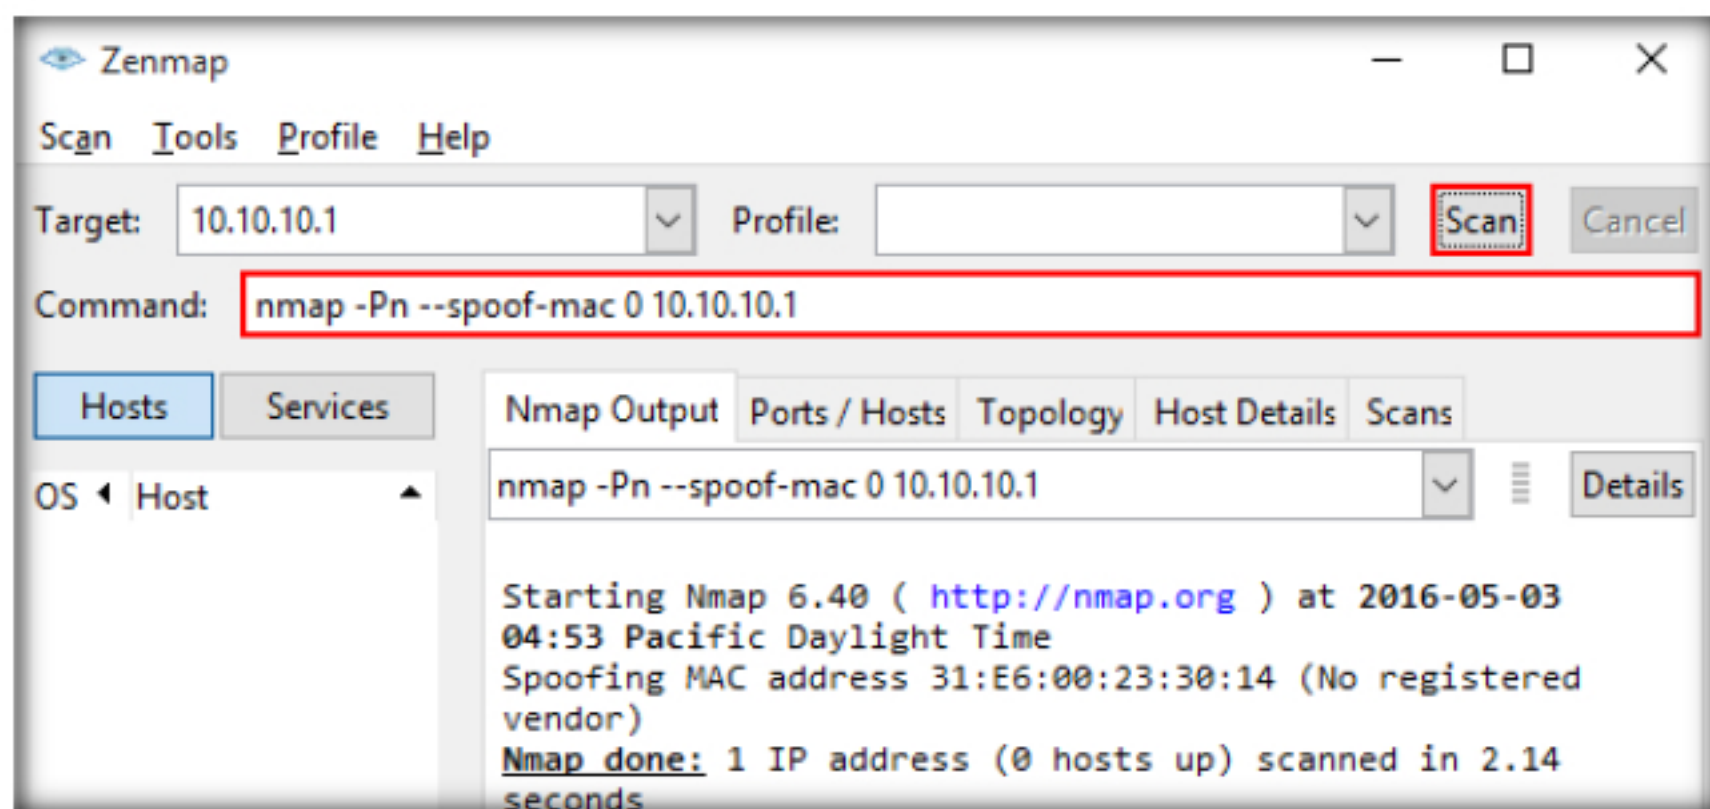 Zenmap
Scan Tools Profile Help
Target: 10.10.10.1 Profile: Scan Cancel
Command: nmap -Pn --spoof-mac 0 10.10.10.1
Hosts Services Nmap Output Ports / Hosts Topology Host Details Scans
OS Host nmap -Pn --spoof-mac 0 10.10.10.1 Details
Starting Nmap 6.40 ( http://nmap.org ) at 2016-05-03
04:53 Pacific Daylight Time
Spoofing MAC address 31:E6:00:23:30:14 (No registered
vendor)
Nmap done: 1 IP address (0 hosts up) scanned in 2.14
seconds